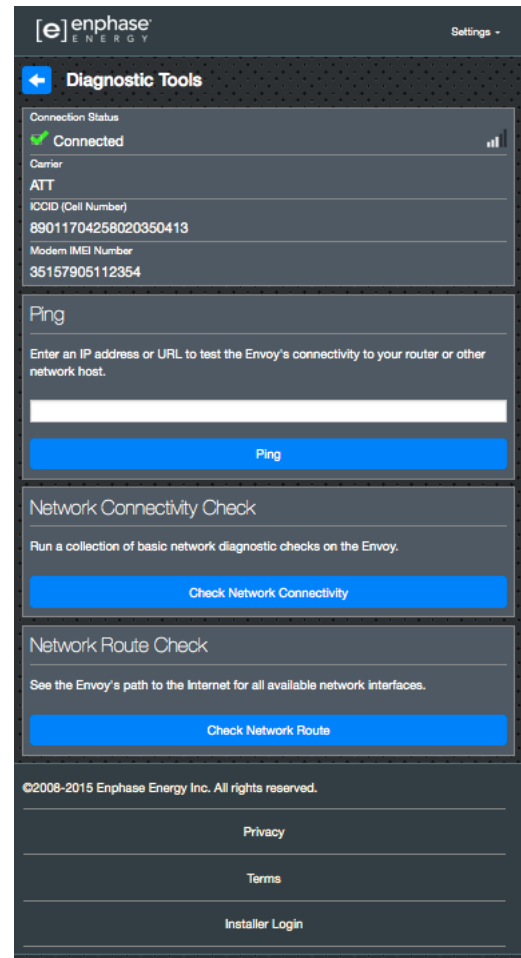 [e] enphase
ENERGY
Settings
Diagnostic Tools
Connection Status
Connected
Carrier
ATT
ICCID (Cell Number)
89011704258020350413
Modem IMEI Number
35157905112354
Ping
Enter an IP address or URL to test the Envoy's connectivity to your router or other
network host.
Ping
Network Connectivity Check
Run a collection of basic network diagnostic checks on the Envoy.
Check Network Connectivity
Network Route Check
See the Envoy's path to the Internet for all available network interfaces.
Check Network Route
©2008-2015 Enphase Energy Inc. All rights reserved.
Privacy
Terms
Installer Login